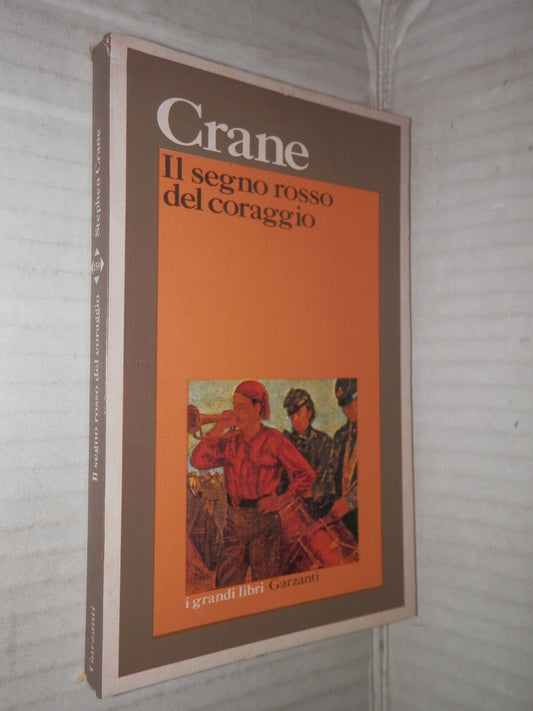 Crane
Il segno rosso
del coraggio
i grandi libri Garzanti
Stephen Crane
Il segno rosso del coraggio
Garzanti